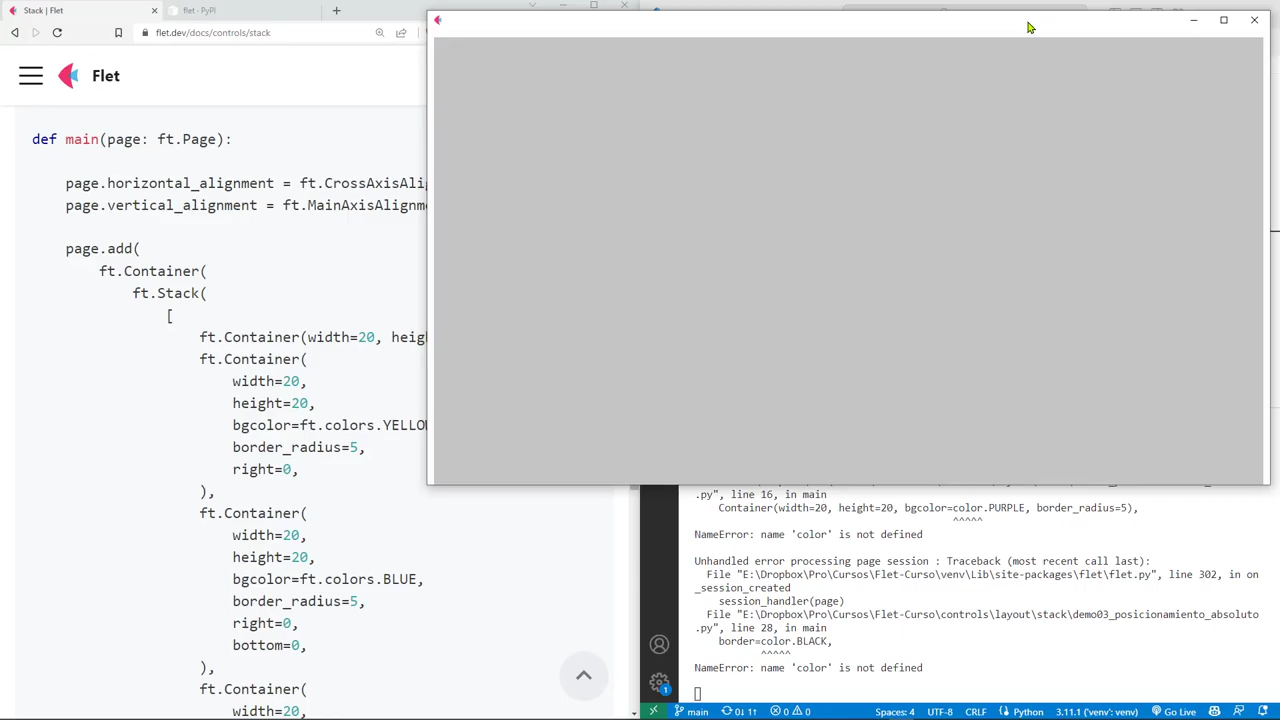 Stack | Flet
flet · PyPI
flet.dev/docs/controls/stack
Flet
def main(page: ft.Page):
page.horizontal_alignment = ft.CrossAxisAli
page.vertical_alignment = ft.MainAxisAlignm
page.add(
ft.Container(
ft.Stack(
[
ft.Container(width=20, heig
ft.Container(
width=20,
height=20,
bgcolor=ft.colors.YELLOW
border_radius=5,
right=0,
),
ft.Container(
width=20,
height=20,
bgcolor=ft.colors.BLUE,
border_radius=5,
right=0,
bottom=0,
),
ft.Container(
width=20,
.py", line 16, in main
Container(width=20, height=20, bgcolor=color.PURPLE, border_radius=5),
^^^^^
NameError: name 'color' is not defined
Unhandled error processing page session : Traceback (most recent call last):
File "E:\Dropbox\Pro\Cursos\Flet-Curso\venv\Lib\site-packages\flet\flet.py", line 302, in on
_session_created
session_handler(page)
File "E:\Dropbox\Pro\Cursos\Flet-Curso\controls\layout\stack\demo03_posicionamiento_absoluto
.py", line 28, in main
border=color.BLACK,
^^^^^
NameError: name 'color' is not defined
1
main 0↓ 1↑ 0 0 Spaces: 4 UTF-8 CRLF Python 3.11.1 ('venv': venv) Go Live